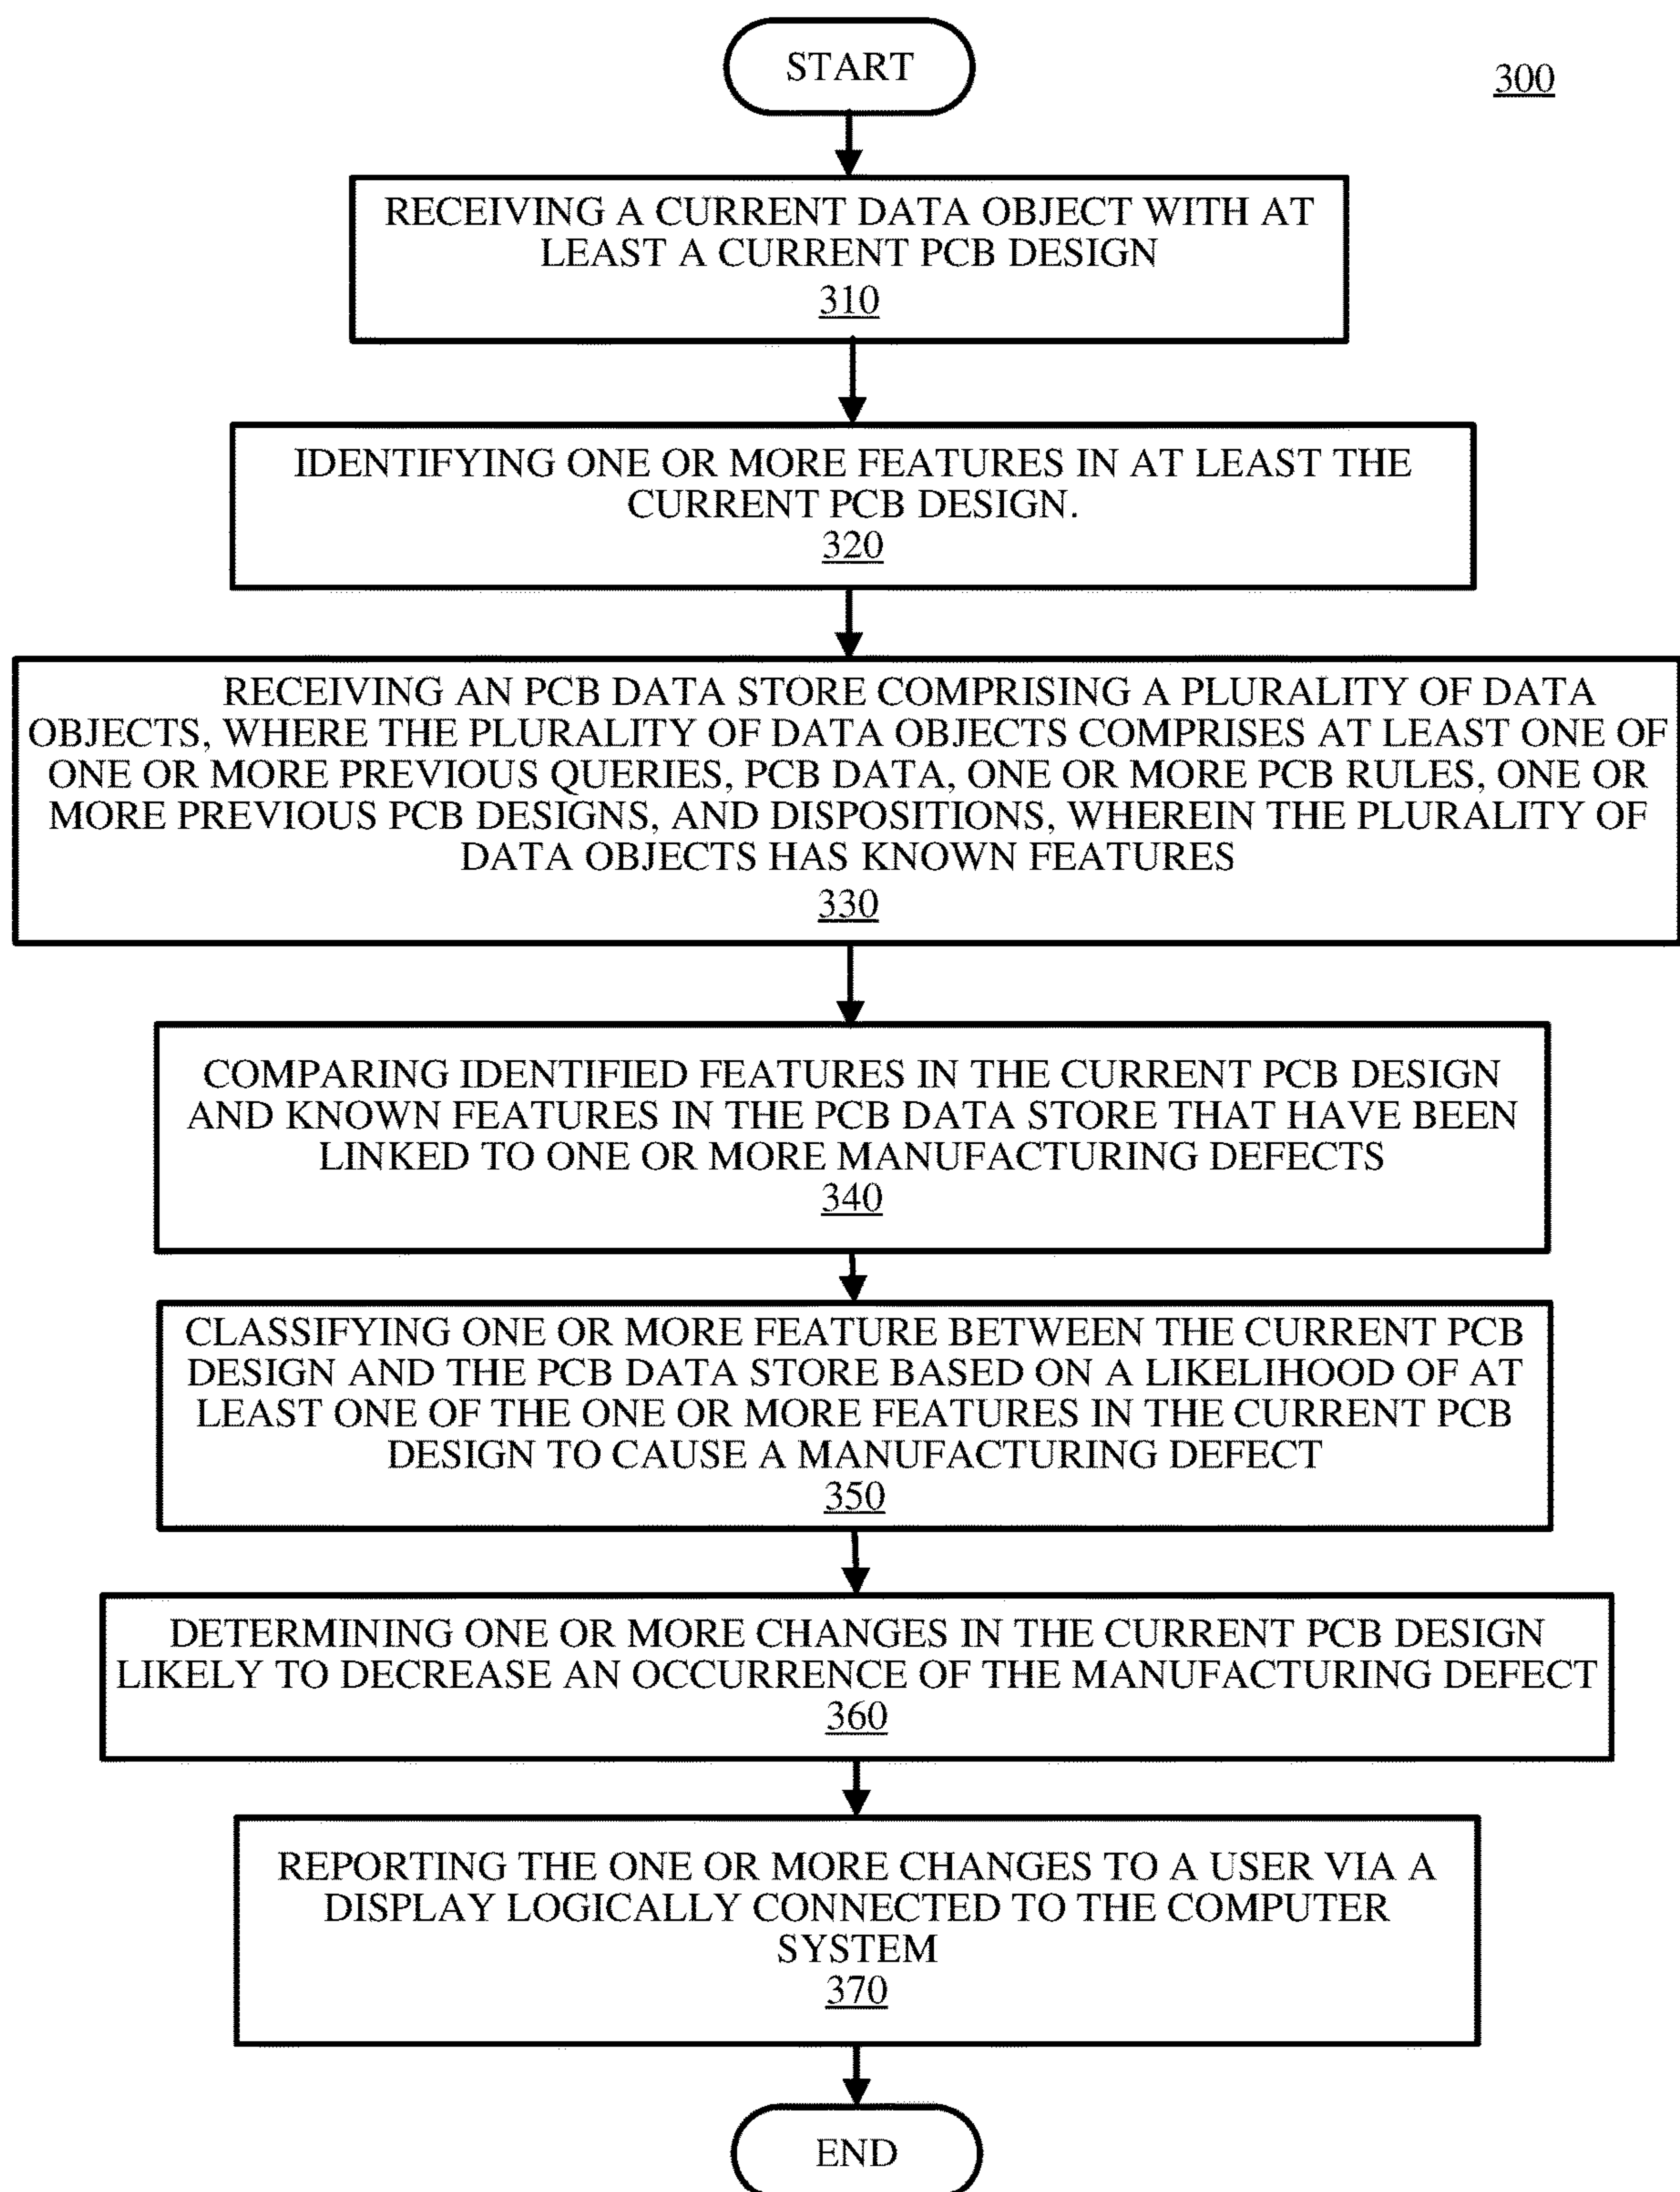 START
300
RECEIVING A CURRENT DATA OBJECT WITH AT
LEAST A CURRENT PCB DESIGN
310
IDENTIFYING ONE OR MORE FEATURES IN AT LEAST THE
CURRENT PCB DESIGN.
320
RECEIVING AN PCB DATA STORE COMPRISING A PLURALITY OF DATA
OBJECTS, WHERE THE PLURALITY OF DATA OBJECTS COMPRISES AT LEAST ONE OF
ONE OR MORE PREVIOUS QUERIES, PCB DATA, ONE OR MORE PCB RULES, ONE OR
MORE PREVIOUS PCB DESIGNS, AND DISPOSITIONS, WHEREIN THE PLURALITY OF
DATA OBJECTS HAS KNOWN FEATURES
330
COMPARING IDENTIFIED FEATURES IN THE CURRENT PCB DESIGN
AND KNOWN FEATURES IN THE PCB DATA STORE THAT HAVE BEEN
LINKED TO ONE OR MORE MANUFACTURING DEFECTS
340
CLASSIFYING ONE OR MORE FEATURE BETWEEN THE CURRENT PCB
DESIGN AND THE PCB DATA STORE BASED ON A LIKELIHOOD OF AT
LEAST ONE OF THE ONE OR MORE FEATURES IN THE CURRENT PCB
DESIGN TO CAUSE A MANUFACTURING DEFECT
350
DETERMINING ONE OR MORE CHANGES IN THE CURRENT PCB DESIGN
LIKELY TO DECREASE AN OCCURRENCE OF THE MANUFACTURING DEFECT
360
REPORTING THE ONE OR MORE CHANGES TO A USER VIA A
DISPLAY LOGICALLY CONNECTED TO THE COMPUTER
SYSTEM
370
END